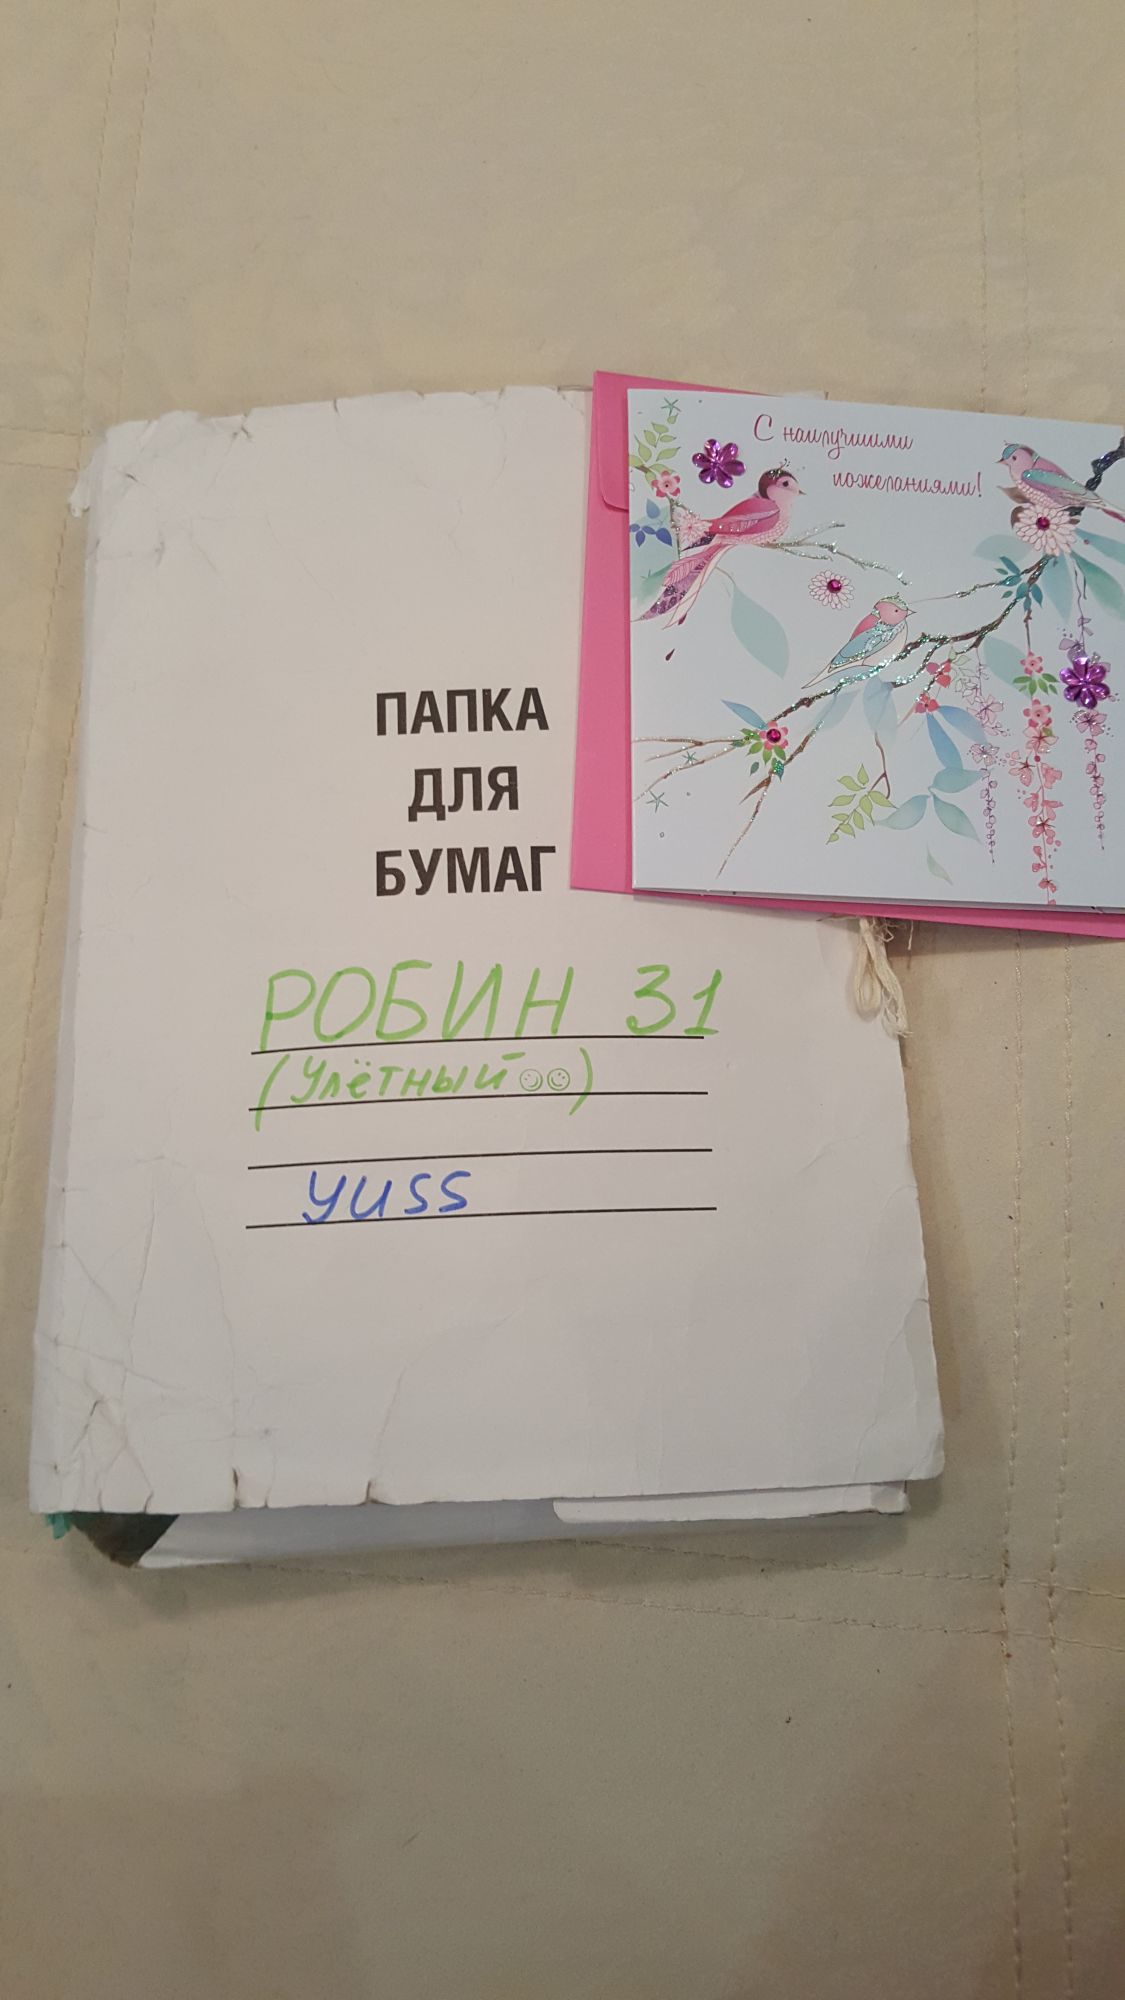 С наилучшими
пожеланиями!
ПАПКА
ДЛЯ
БУМАГ
РОБИН 31
(Улётный☺☺)
YUSS